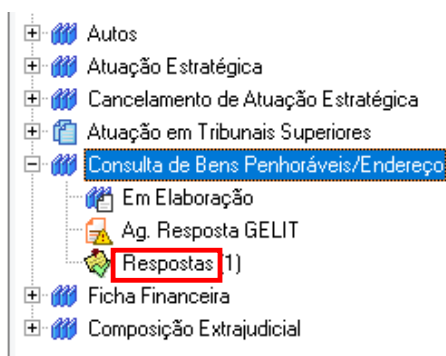 Autos
Atuação Estratégica
Cancelamento de Atuação Estratégica
Atuação em Tribunais Superiores
Consulta de Bens Penhoráveis/Endereço
Em Elaboração
Ag. Resposta GELIT
Respostas (1)
Ficha Financeira
Composição Extrajudicial